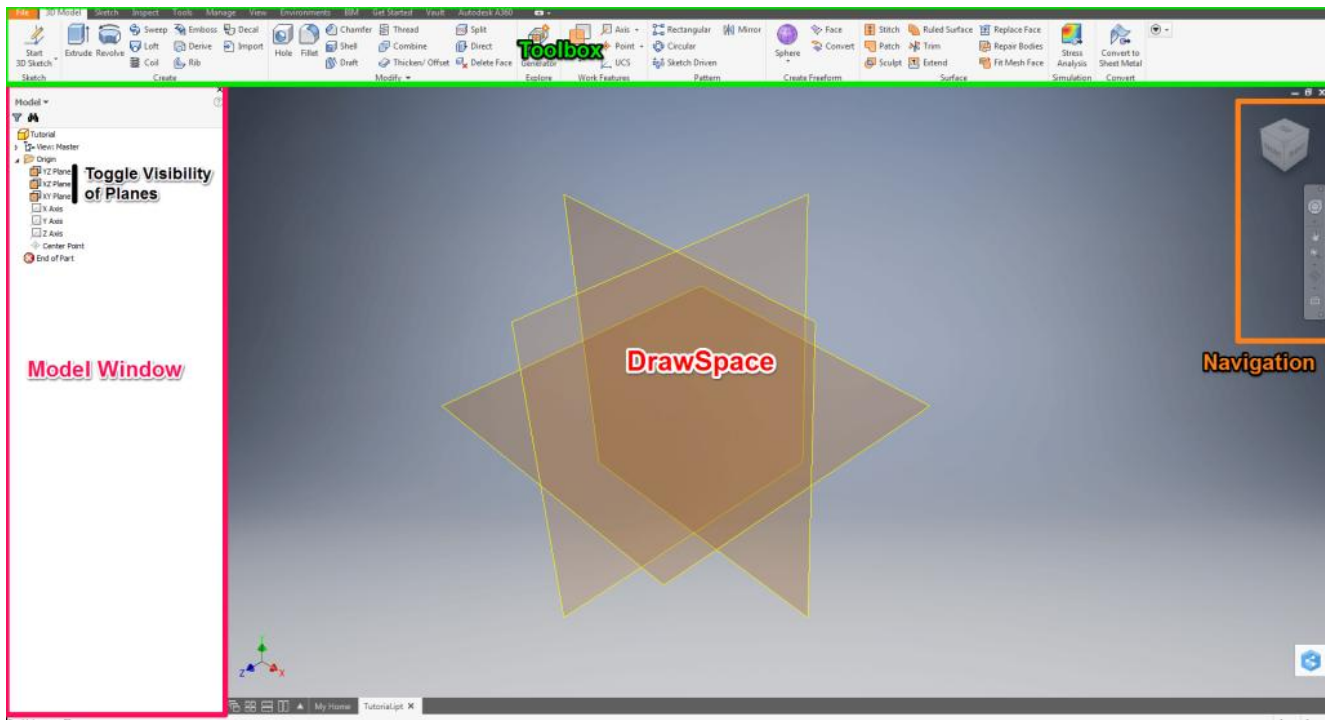 File 3D Model Sketch Inspect Tools Manage View Environments BIM Get Started Vault Autodesk A360
Sweep Emboss Decal Chamfer Thread Split Axis Rectangular Mirror Face Stitch Ruled Surface Replace Face
Start 3D Sketch Extrude Revolve Loft Derive Import Hole Fillet Shell Combine Direct Toolbox Point Circular Sphere Convert Patch Trim Repair Bodies Stress Analysis Convert to Sheet Metal
Coil Rib Draft Thicken/ Offset Delete Face Generator UCS Sketch Driven Sculpt Extend Fit Mesh Face
Sketch Create Modify Explore Work Features Pattern Create Freeform Surface Simulation Convert
Model
Tutorial
View: Master
Origin
YZ Plane
XZ Plane
XY Plane
Toggle Visibility
of Planes
X Axis
Y Axis
Z Axis
Center Point
End of Part
Model Window
DrawSpace
Navigation
Y
Z X
My Home Tutorial.ipt